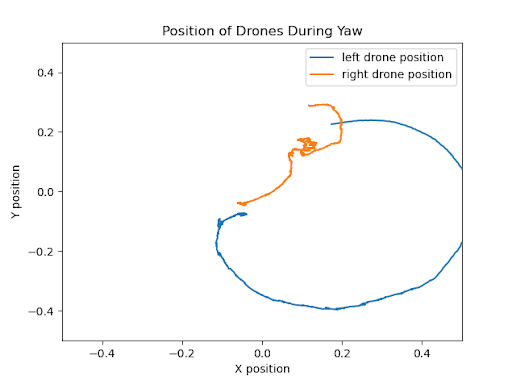 Position of Drones During Yaw
left drone position
right drone position
0.4
0.2
0.0
−0.2
−0.4
Y position
−0.4
−0.2
0.0
0.2
0.4
X position